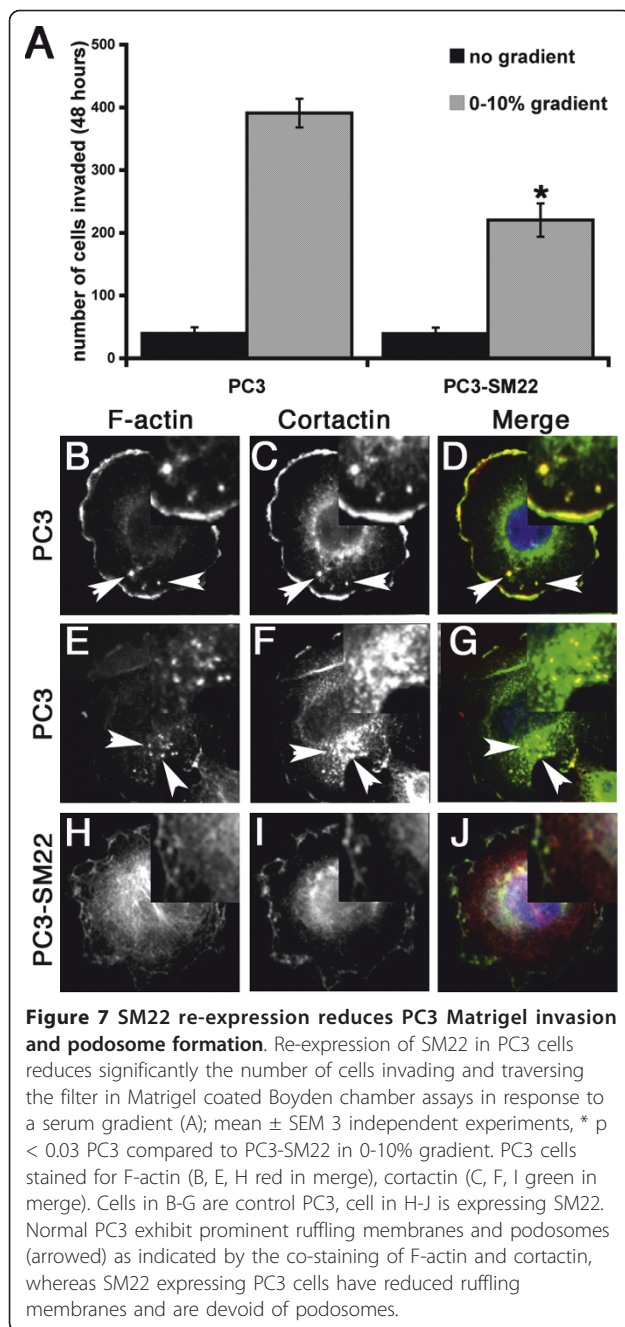 A
500
400
300
200
100
0
number of cells invaded (48 hours)
no gradient
0-10% gradient
*
PC3 PC3-SM22
F-actin Cortactin Merge
PC3
B C D
PC3
E F G
PC3-SM22
H I J
Figure 7 SM22 re-expression reduces PC3 Matrigel invasion
and podosome formation. Re-expression of SM22 in PC3 cells
reduces significantly the number of cells invading and traversing
the filter in Matrigel coated Boyden chamber assays in response to
a serum gradient (A); mean ± SEM 3 independent experiments, * p
< 0.03 PC3 compared to PC3-SM22 in 0-10% gradient. PC3 cells
stained for F-actin (B, E, H red in merge), cortactin (C, F, I green in
merge). Cells in B-G are control PC3, cell in H-J is expressing SM22.
Normal PC3 exhibit prominent ruffling membranes and podosomes
(arrowed) as indicated by the co-staining of F-actin and cortactin,
whereas SM22 expressing PC3 cells have reduced ruffling
membranes and are devoid of podosomes.